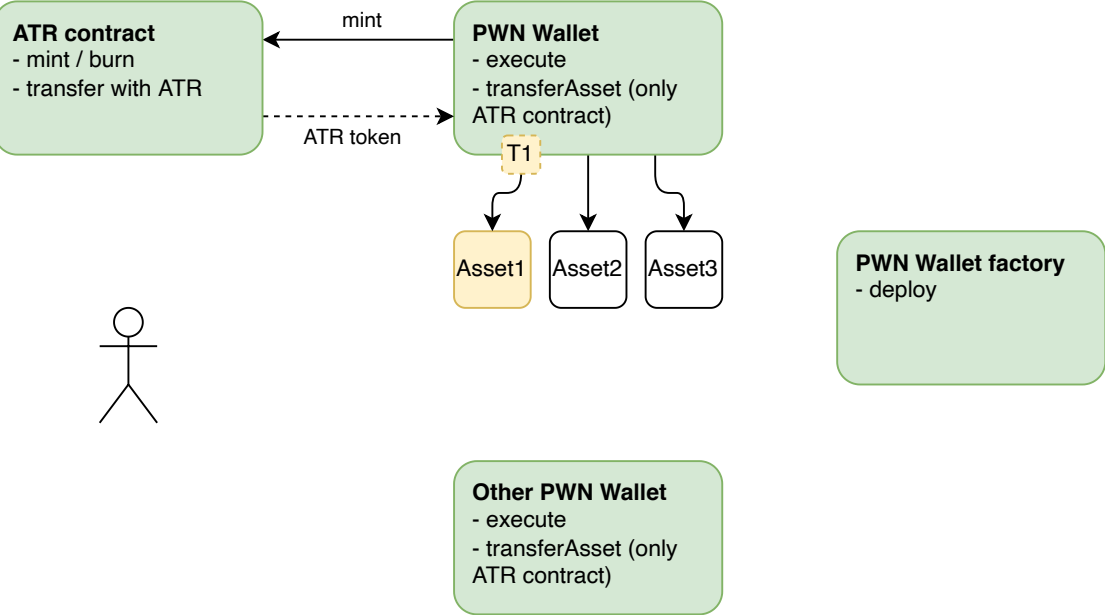 ATR contract
- mint / burn
- transfer with ATR
mint
ATR token
PWN Wallet
- execute
- transferAsset (only
ATR contract)
T1
Asset1
Asset2
Asset3
PWN Wallet factory
- deploy
Other PWN Wallet
- execute
- transferAsset (only
ATR contract)